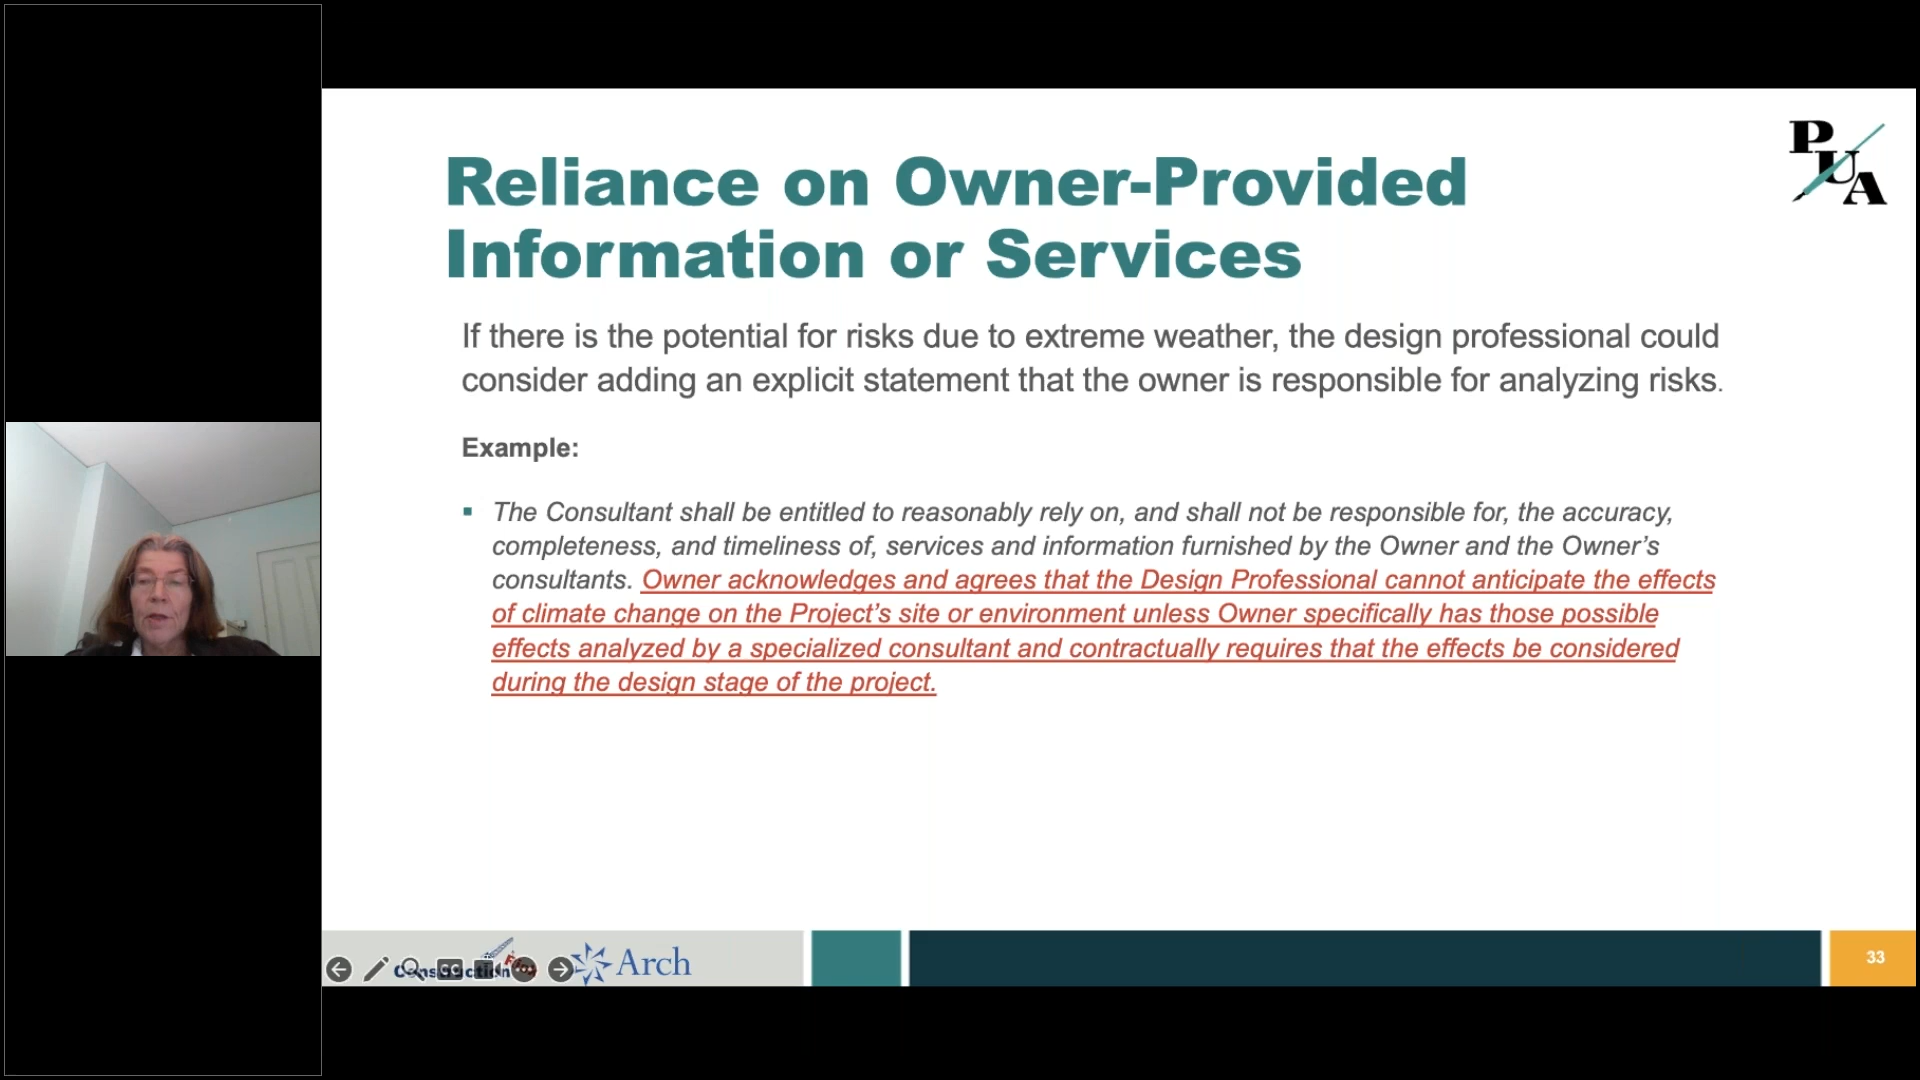 PUA
Reliance on Owner-Provided
Information or Services
If there is the potential for risks due to extreme weather, the design professional could
consider adding an explicit statement that the owner is responsible for analyzing risks.
Example:
▪ The Consultant shall be entitled to reasonably rely on, and shall not be responsible for, the accuracy,
completeness, and timeliness of, services and information furnished by the Owner and the Owner’s
consultants. Owner acknowledges and agrees that the Design Professional cannot anticipate the effects
of climate change on the Project’s site or environment unless Owner specifically has those possible
effects analyzed by a specialized consultant and contractually requires that the effects be considered
during the design stage of the project.
Construction
Arch
33